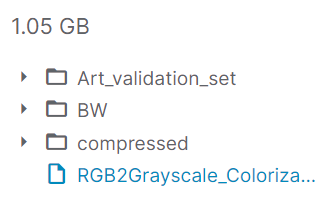 1.05 GB
Art_validation_set
BW
compressed
RGB2Grayscale_Coloriza...